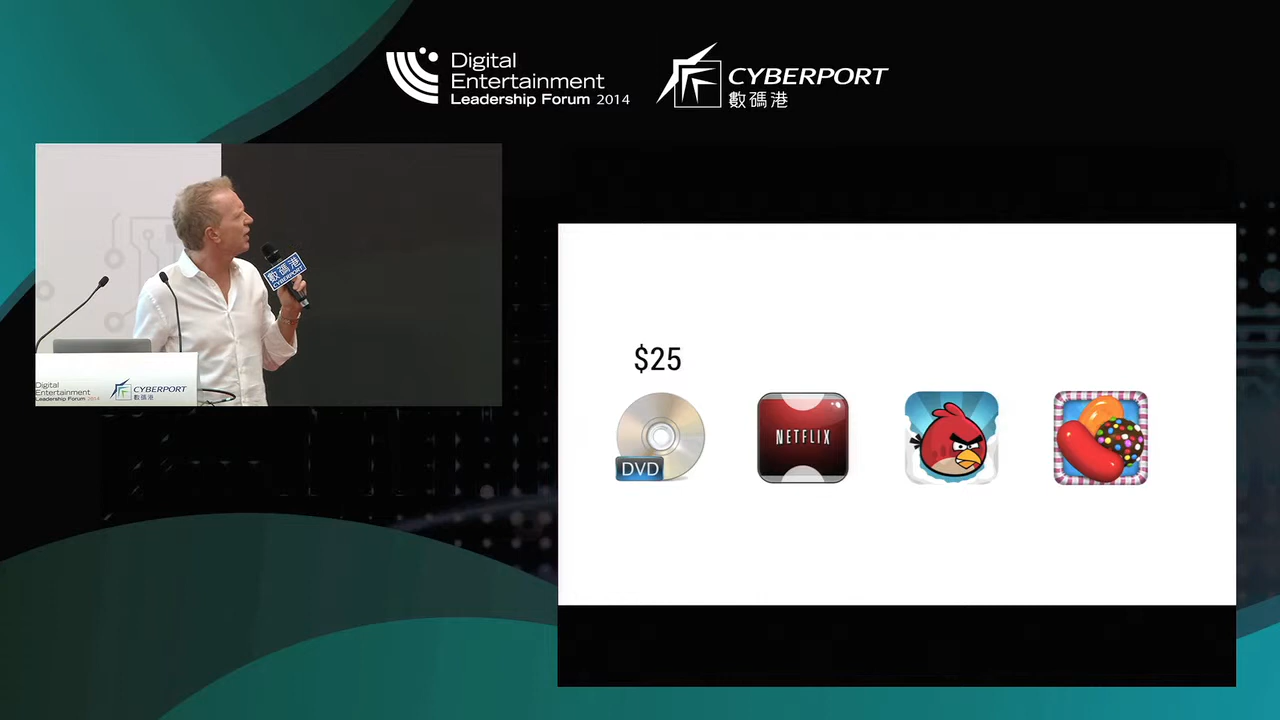 Digital
Entertainment
Leadership Forum 2014
CYBERPORT
數碼港
數碼港
CYBERPORT
Digital
Entertainment
Leadership Forum 2014
CYBERPORT
數碼港
$25
DVD
NETFLIX